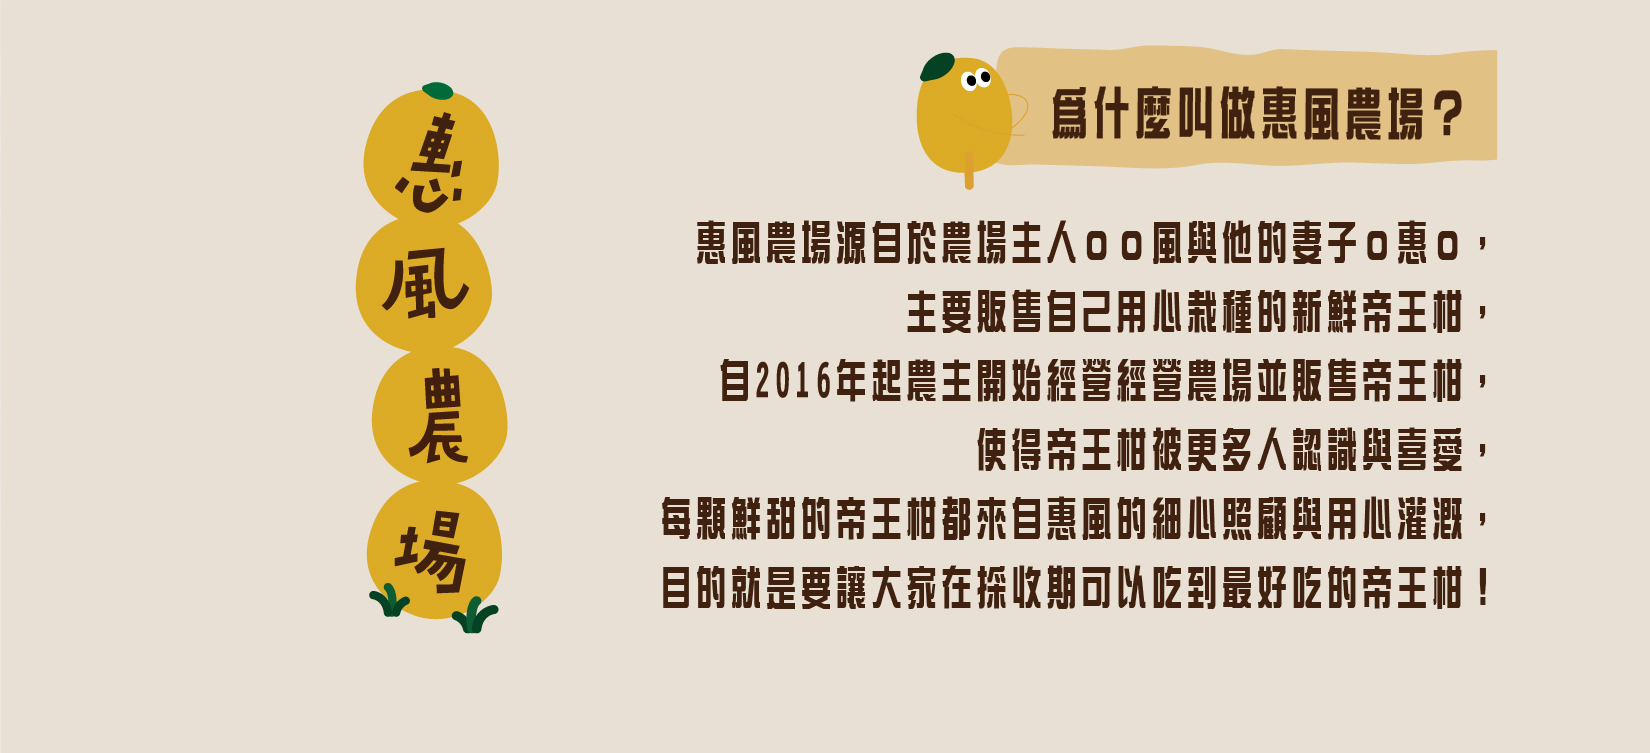 惠風農場
為什麼叫做惠風農場？
惠風農場源自於農場主人oo風與他的妻子o惠o，
主要販售自己用心栽種的新鮮帝王柑，
自2016年起農主開始經營經營農場並販售帝王柑，
使得帝王柑被更多人認識與喜愛，
每顆鮮甜的帝王柑都來自惠風的細心照顧與用心灌溉，
目的就是要讓大家在採收期可以吃到最好吃的帝王柑！